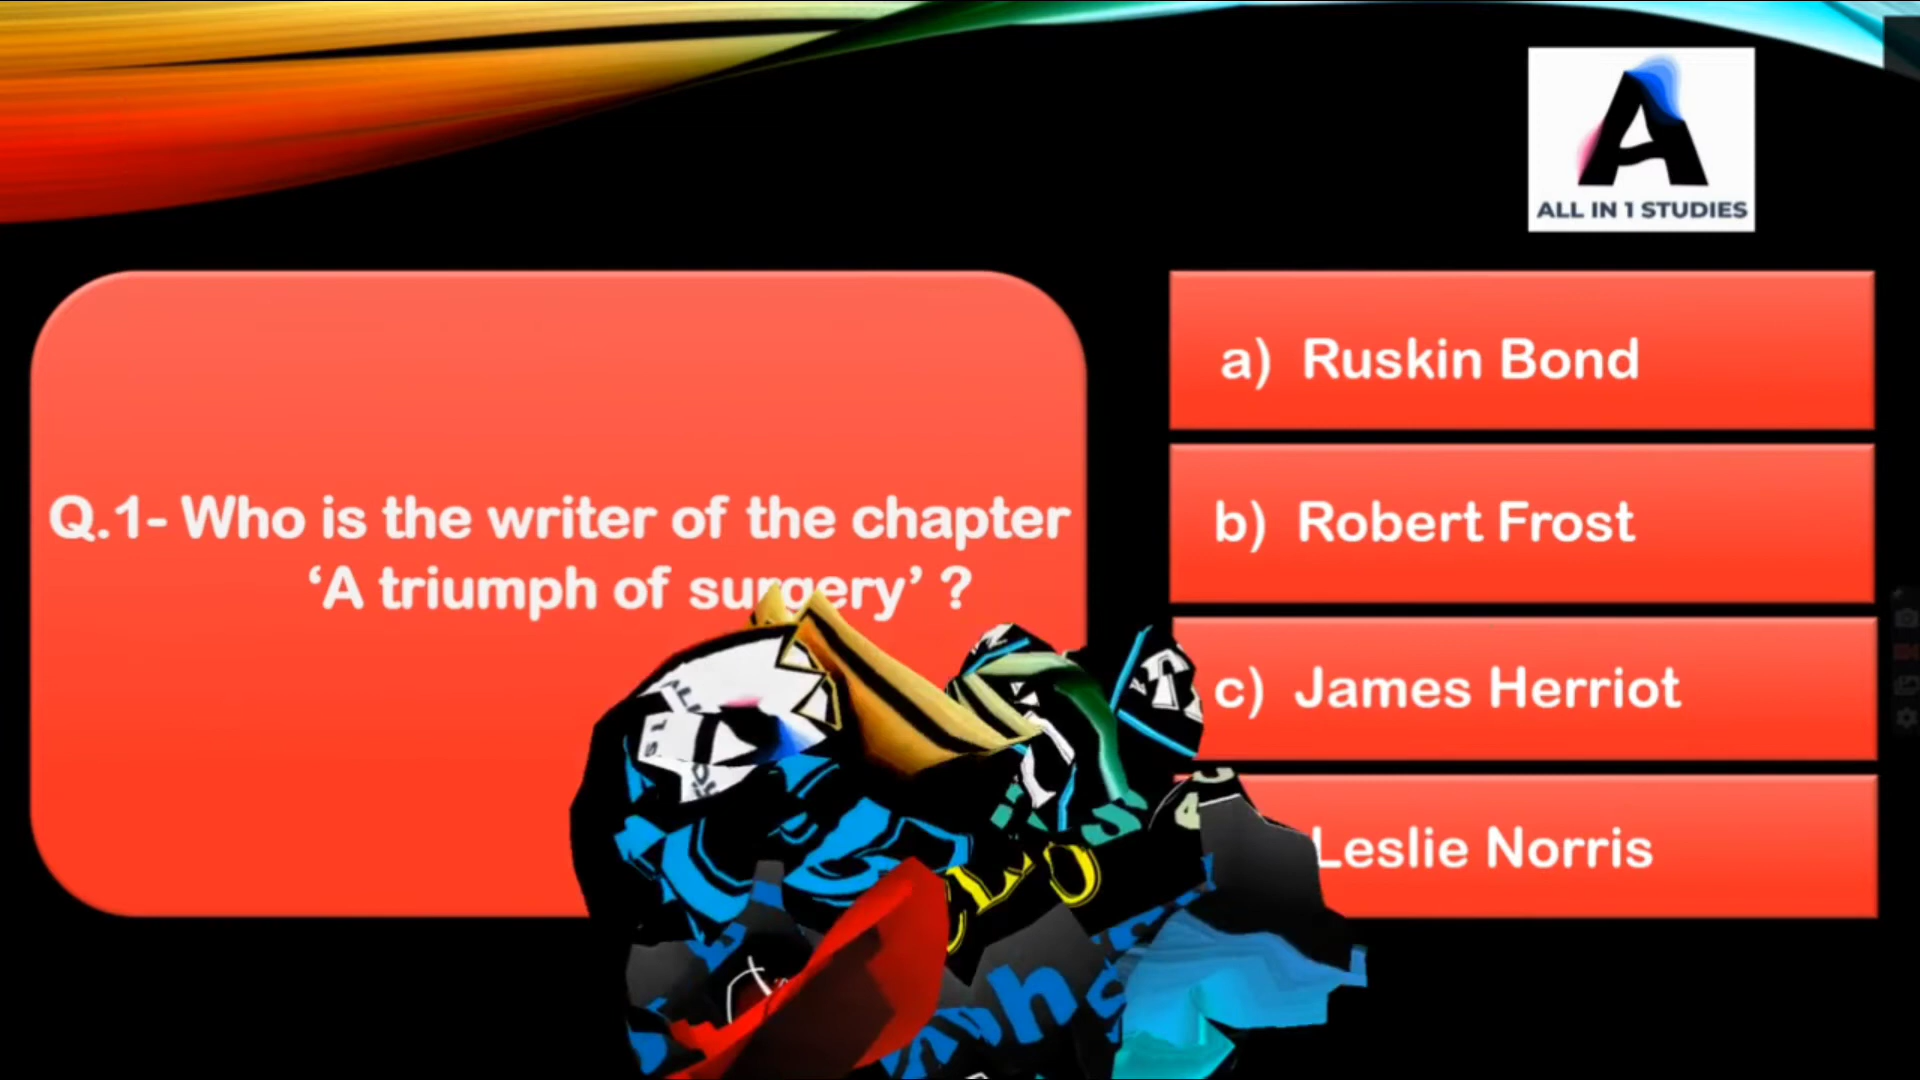 ALL IN 1 STUDIES
Q.1- Who is the writer of the chapter
‘A triumph of surgery’ ?
a) Ruskin Bond
b) Robert Frost
c) James Herriot
Leslie Norris